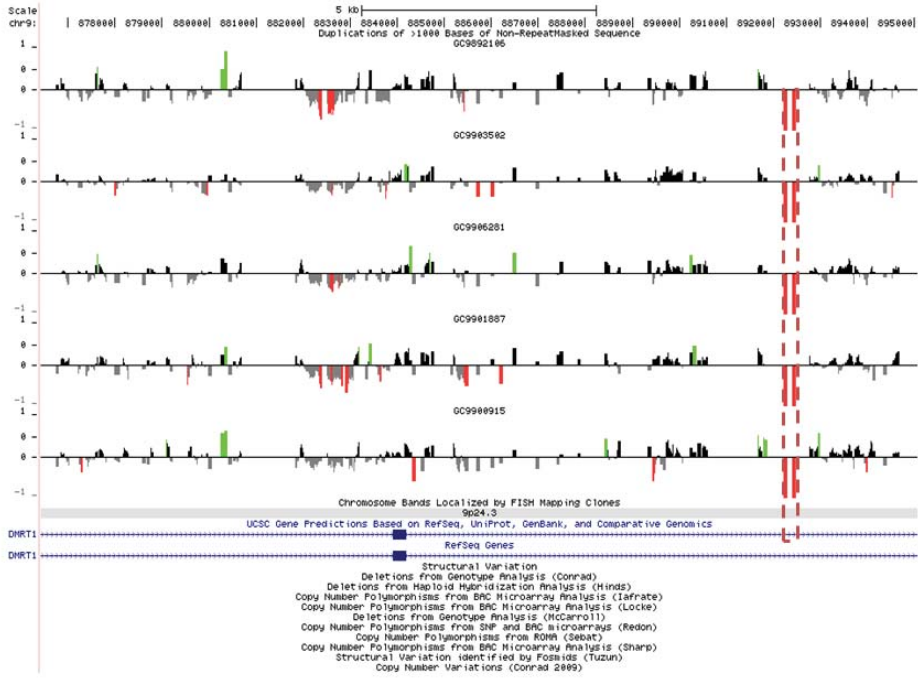 Scale 5 kb
chr9: 878000 879000 880000 881000 882000 883000 884000 885000 886000 887000 888000 889000 890000 891000 892000 893000 894000 895000
Duplications of >1000 Bases of Non-RepeatMasked Sequence
GC9892106
1 _
0 -
0 -
-1 _
GC9903502
1 _
0 -
0 -
-1 _
GC9906281
1 _
0 -
0 -
-1 _
GC9901887
1 _
0 -
0 -
-1 _
GC9900915
1 _
0 -
0 -
-1 _
Chromosome Bands Localized by FISH Mapping Clones
9p24.3
UCSC Gene Predictions Based on RefSeq, UniProt, GenBank, and Comparative Genomics
DMRT1
RefSeq Genes
DMRT1
Structural Variation
Deletions from Genotype Analysis (Conrad)
Deletions from Haploid Hybridization Analysis (Hinds)
Copy Number Polymorphisms from BAC Microarray Analysis (Iafrate)
Copy Number Polymorphisms from BAC Microarray Analysis (Locke)
Deletions from Genotype Analysis (McCarroll)
Copy Number Polymorphisms from SNP and BAC microarrays (Redon)
Copy Number Polymorphisms from ROMA (Sebat)
Copy Number Polymorphisms from BAC Microarray Analysis (Sharp)
Structural Variation identified by Fosmids (Tuzun)
Copy Number Variations (Conrad 2009)